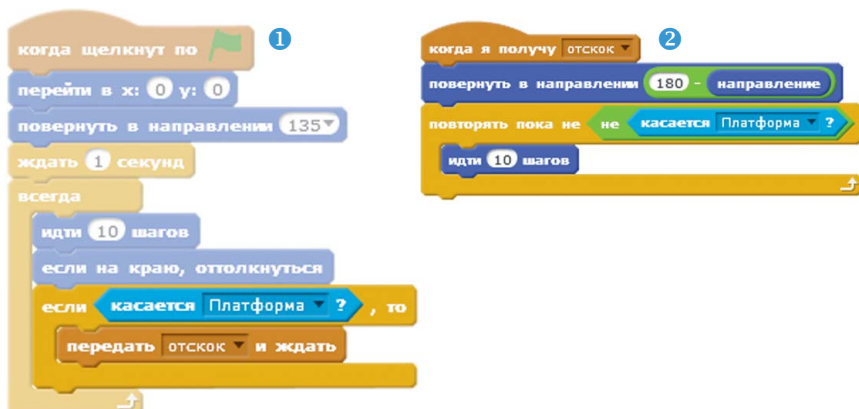 когда щелкнут по
1
перейти в x: 0 y: 0
повернуть в направлении 135
ждать 1 секунд
всегда
идти 10 шагов
если на краю, оттолкнуться
если касается Платформа ? , то
передать отскок и ждать
2
когда я получу отскок
повернуть в направлении 180 - направление
повторять пока не не касается Платформа ?
идти 10 шагов